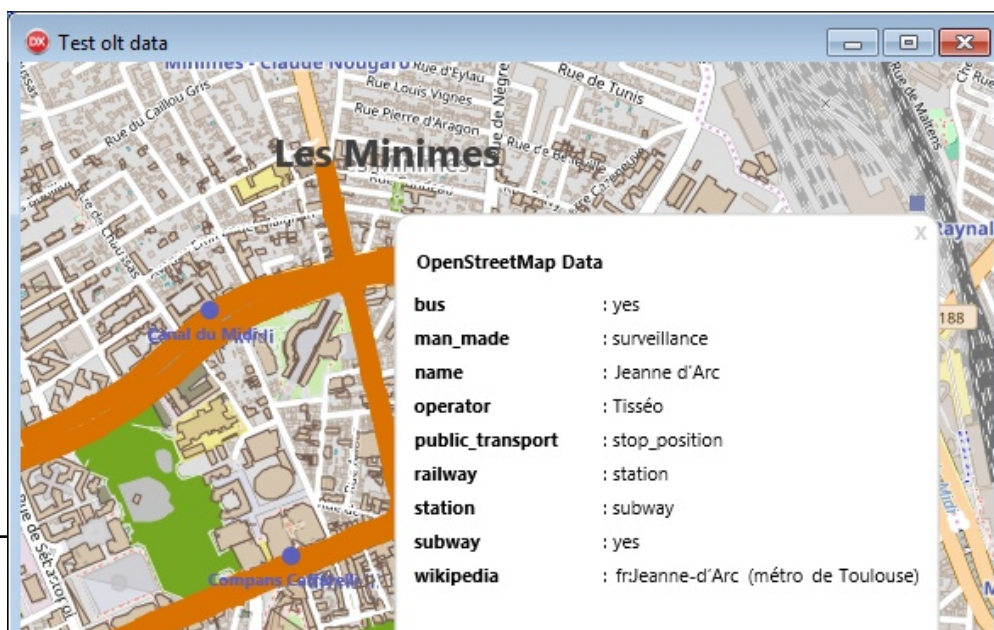 Test olt data
Minimes - Claude Nougaro
Rue d'Eylau
Rue Louis Vignes
Rue de Tunis
Rue du Caillou Gris
Rue Pierre d'Aragon
Les Minimes
Raynal
x
OpenStreetMap Data
bus : yes
man_made : surveillance
name : Jeanne d'Arc
operator : Tisséo
public_transport : stop_position
railway : station
station : subway
subway : yes
wikipedia : fr:Jeanne-d'Arc (métro de Toulouse)
Canal du Midi
188
Compans Caffarelli